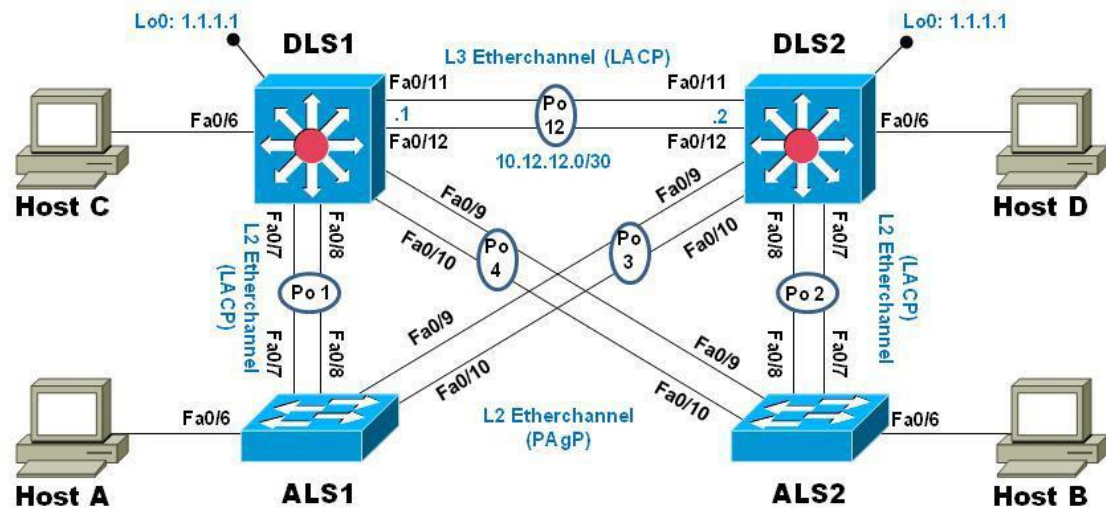 Lo0: 1.1.1.1
Lo0: 1.1.1.1
DLS1
DLS2
L3 Etherchannel (LACP)
Fa0/11
Fa0/11
Po
12
Fa0/6
.1
.2
Fa0/6
Fa0/12
Fa0/12
10.12.12.0/30
Host C
Host D
Fa0/9
Fa0/9
Fa0/10
Fa0/10
Po
4
Po
3
Fa0/7
Fa0/8
Fa0/8
Fa0/7
L2 Etherchannel
(LACP)
Po 1
Po 2
L2 Etherchannel
(LACP)
Fa0/7
Fa0/8
Fa0/8
Fa0/7
Fa0/9
Fa0/9
Fa0/10
Fa0/10
Fa0/6
L2 Etherchannel
(PAgP)
Fa0/6
Host A
ALS1
ALS2
Host B